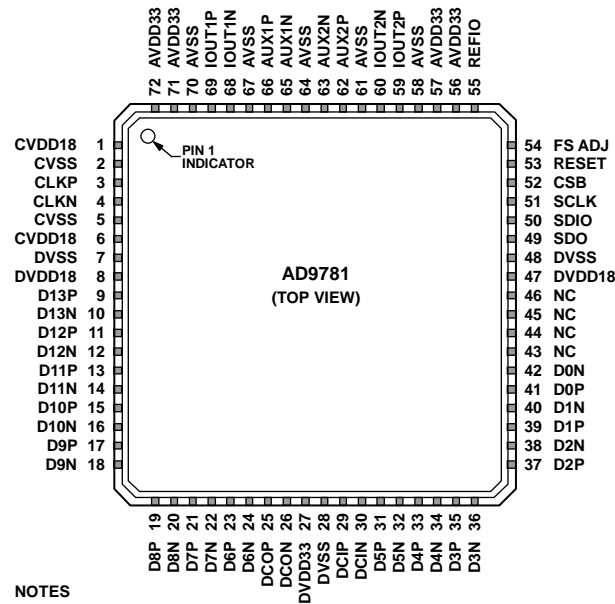 72 AVDD33
71 AVDD33
70 AVSS
69 IOUT1P
68 IOUT1N
67 AVSS
66 AUX1P
65 AUX1N
64 AVSS
63 AUX2N
62 AUX2P
61 AVSS
60 IOUT2N
59 IOUT2P
58 AVSS
57 AVDD33
56 AVDD33
55 REFIO
CVDD18 1
CVSS 2
CLKP 3
CLKN 4
CVSS 5
CVDD18 6
DVSS 7
DVDD18 8
D13P 9
D13N 10
D12P 11
D12N 12
D11P 13
D11N 14
D10P 15
D10N 16
D9P 17
D9N 18
PIN 1
INDICATOR
AD9781
(TOP VIEW)
54 FS ADJ
53 RESET
52 CSB
51 SCLK
50 SDIO
49 SDO
48 DVSS
47 DVDD18
46 NC
45 NC
44 NC
43 NC
42 D0N
41 D0P
40 D1N
39 D1P
38 D2N
37 D2P
D8P 19
D8N 20
D7P 21
D7N 22
D6P 23
D6N 24
DCOP 25
DCON 26
DVDD33 27
DVSS 28
DCIP 29
DCIN 30
D5P 31
D5N 32
D4P 33
D4N 34
D3P 35
D3N 36
NOTES